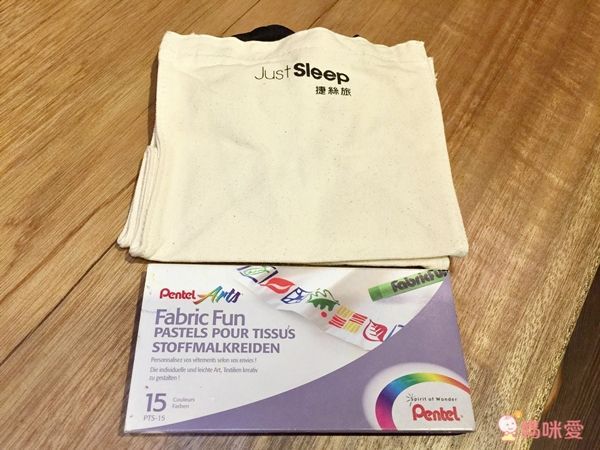 Just Sleep
捷絲旅
Pentel Arts
Fabric Fun
PASTELS POUR TISSUS
STOFFMALKREIDEN
Personnalisez vos vêtements selon vos envies !
Die individuelle und leichte Art, Textilien kreativ
zu gestalten !
15 Couleurs
Farben
PTS-15
FabricFun
Spirit of Wonder
Pentel
媽咪愛